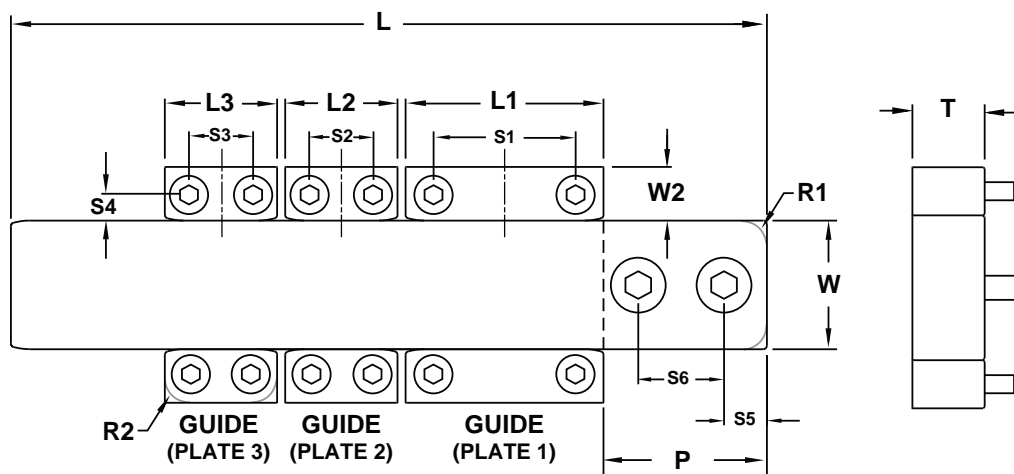 L
L3
L2
L1
T
S3
S2
S1
S4
W2
R1
W
S6
S5
R2
GUIDE
(PLATE 3)
GUIDE
(PLATE 2)
GUIDE
(PLATE 1)
P